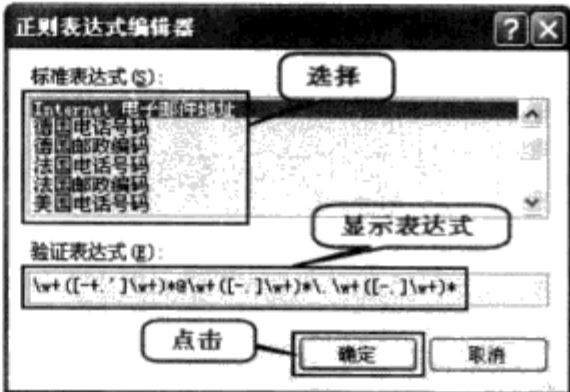 正则表达式编辑器
标准表达式(S):
选择
Internet 电子邮件地址
德国电话号码
德国邮政编码
法国电话号码
法国邮政编码
美国电话号码
显示表达式
验证表达式(E):
\w+([-+.']\w+)*@\w+([-.]\w+)*\.\w+([-.]\w+)*
点击
确定
取消